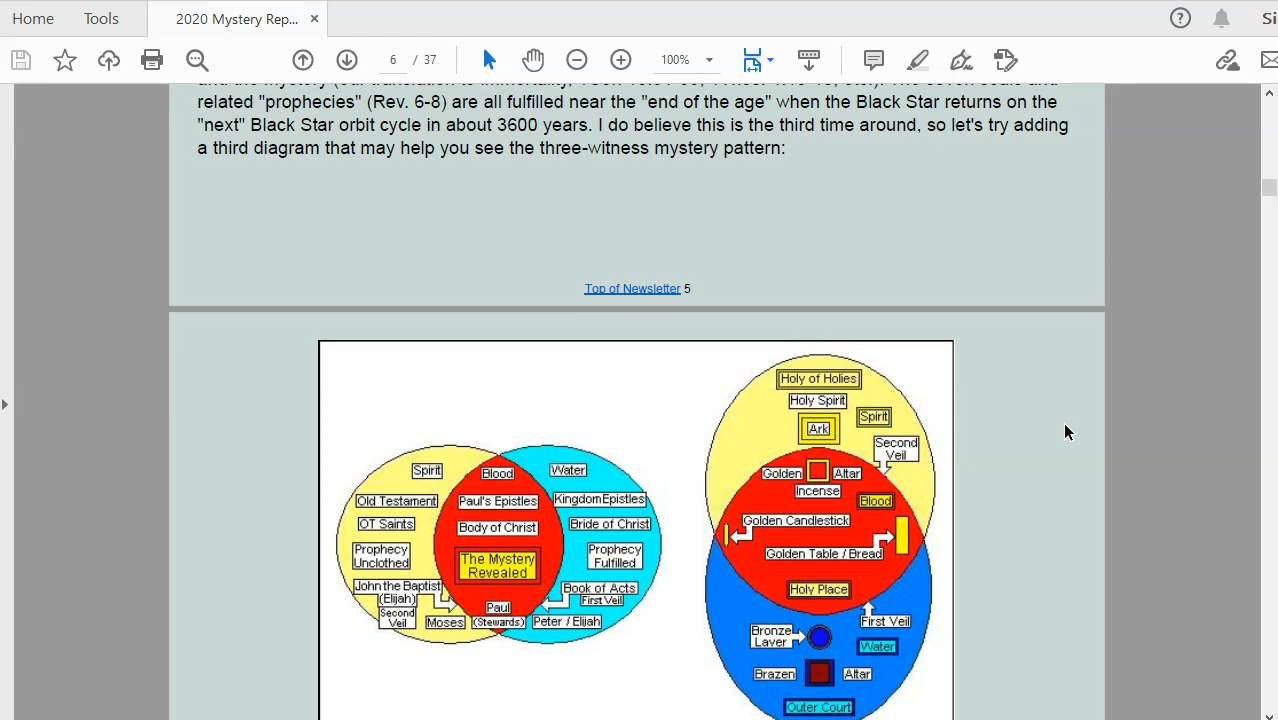 Home Tools 2020 Mystery Rep... × ? Si
6 / 37 100%
related "prophecies" (Rev. 6-8) are all fulfilled near the "end of the age" when the Black Star returns on the
"next" Black Star orbit cycle in about 3600 years. I do believe this is the third time around, so let's try adding
a third diagram that may help you see the three-witness mystery pattern:
Top of Newsletter 5
Spirit
Old Testament
OT Saints
Prophecy
Unclothed
John the Baptist
(Elijah)
Second
Veil
Moses
Blood
Paul's Epistles
Body of Christ
The Mystery
Revealed
Paul
(Stewards)
Water
Kingdom Epistles
Bride of Christ
Prophecy
Fulfilled
Book of Acts
First Veil
Peter / Elijah
Holy of Holies
Holy Spirit
Spirit
Ark
Second
Veil
Golden Altar
Incense
Blood
Golden Candlestick
Golden Table / Bread
Holy Place
First Veil
Bronze
Laver
Water
Brazen Altar
Outer Court